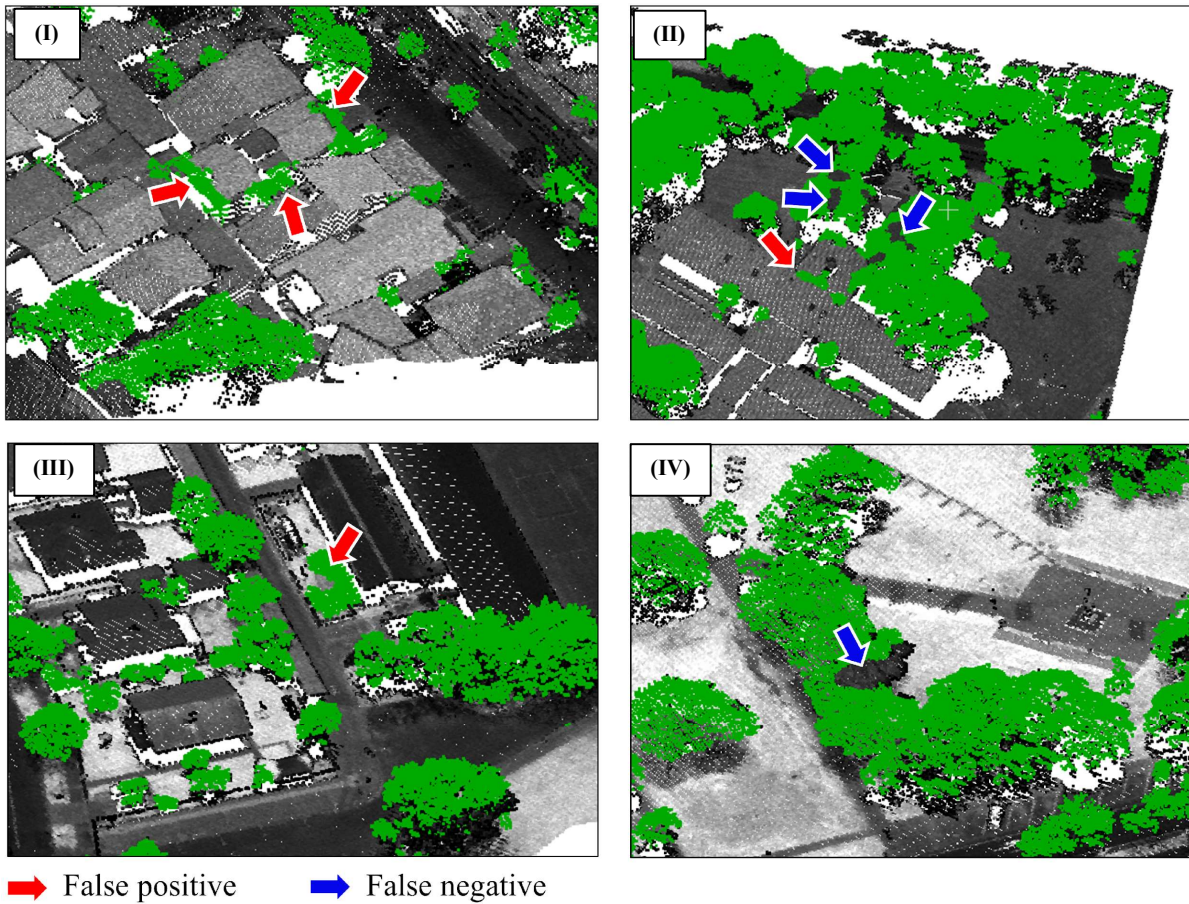 (I)
(II)
(III)
(IV)
False positive
False negative